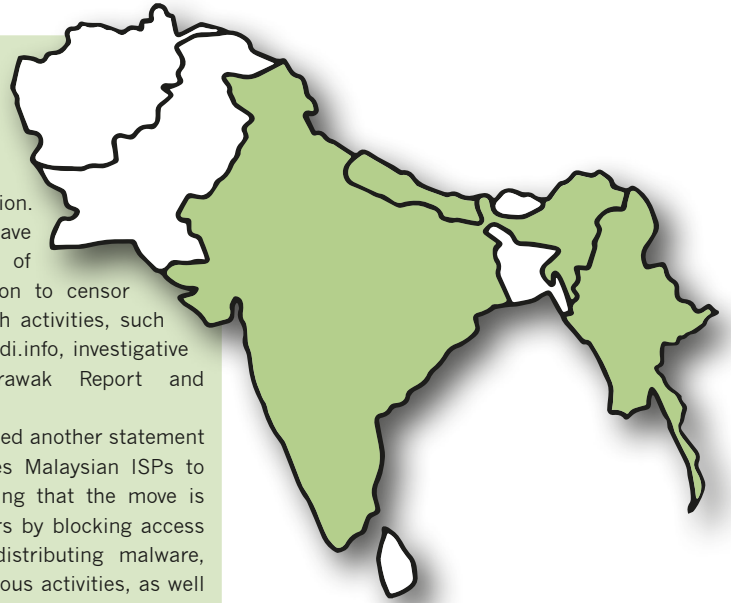 ion.
ave
of
on to censor
h activities, such
di.info, investigative
rawak Report and
ed another statement
es Malaysian ISPs to
ng that the move is
rs by blocking access
distributing malware,
ous activities, as well